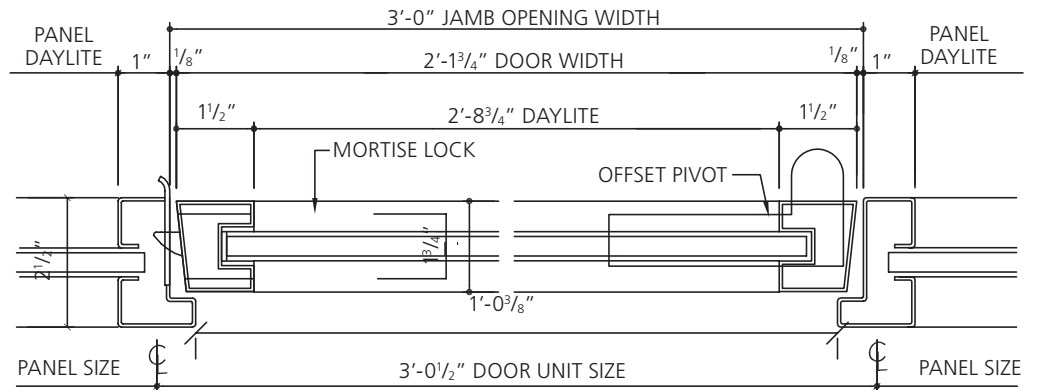 3'-0" JAMB OPENING WIDTH
PANEL DAYLITE
1"
1/8"
2'-1 3/4" DOOR WIDTH
1/8"
1"
PANEL DAYLITE
1 1/2"
2'-8 3/4" DAYLITE
1 1/2"
MORTISE LOCK
OFFSET PIVOT
2 1/2"
1 3/4"
1'-0 3/8"
PANEL SIZE
℄
3'-0 1/2" DOOR UNIT SIZE
℄
PANEL SIZE